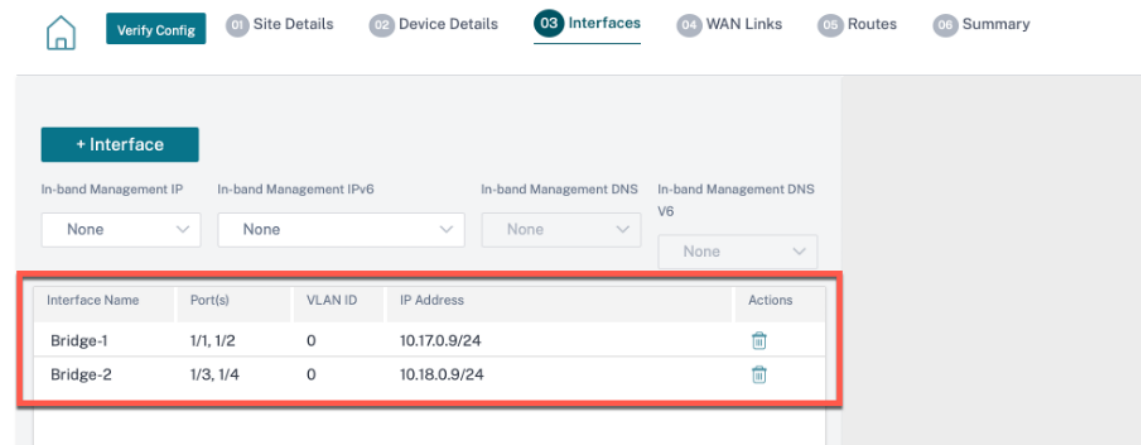 Verify Config 01 Site Details 02 Device Details 03 Interfaces 04 WAN Links 05 Routes 06 Summary
+ Interface
In-band Management IP In-band Management IPv6 In-band Management DNS In-band Management DNS V6
None None None None
Interface Name Port(s) VLAN ID IP Address Actions
Bridge-1 1/1, 1/2 0 10.17.0.9/24
Bridge-2 1/3, 1/4 0 10.18.0.9/24